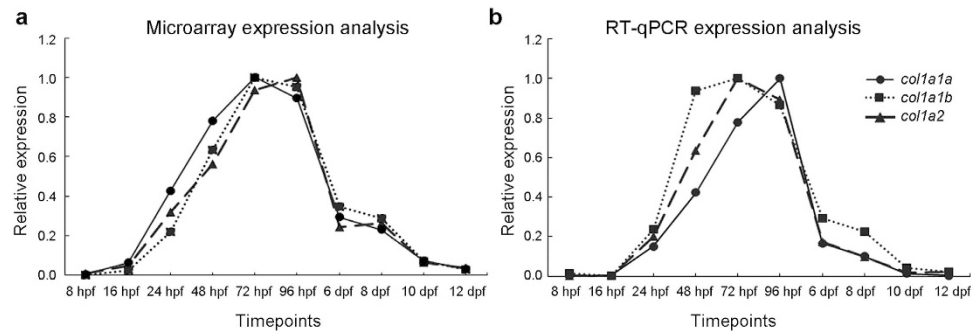 a
Microarray expression analysis
Relative expression
1.2
1.0
0.8
0.6
0.4
0.2
0.0
8 hpf 16 hpf 24 hpf 48 hpf 72 hpf 96 hpf 6 dpf 8 dpf 10 dpf 12 dpf
Timepoints
b
RT-qPCR expression analysis
Relative expression
1.2
1.0
0.8
0.6
0.4
0.2
0.0
8 hpf 16 hpf 24 hpf 48 hpf 72 hpf 96 hpf 6 dpf 8 dpf 10 dpf 12 dpf
Timepoints
col1a1a
col1a1b
col1a2